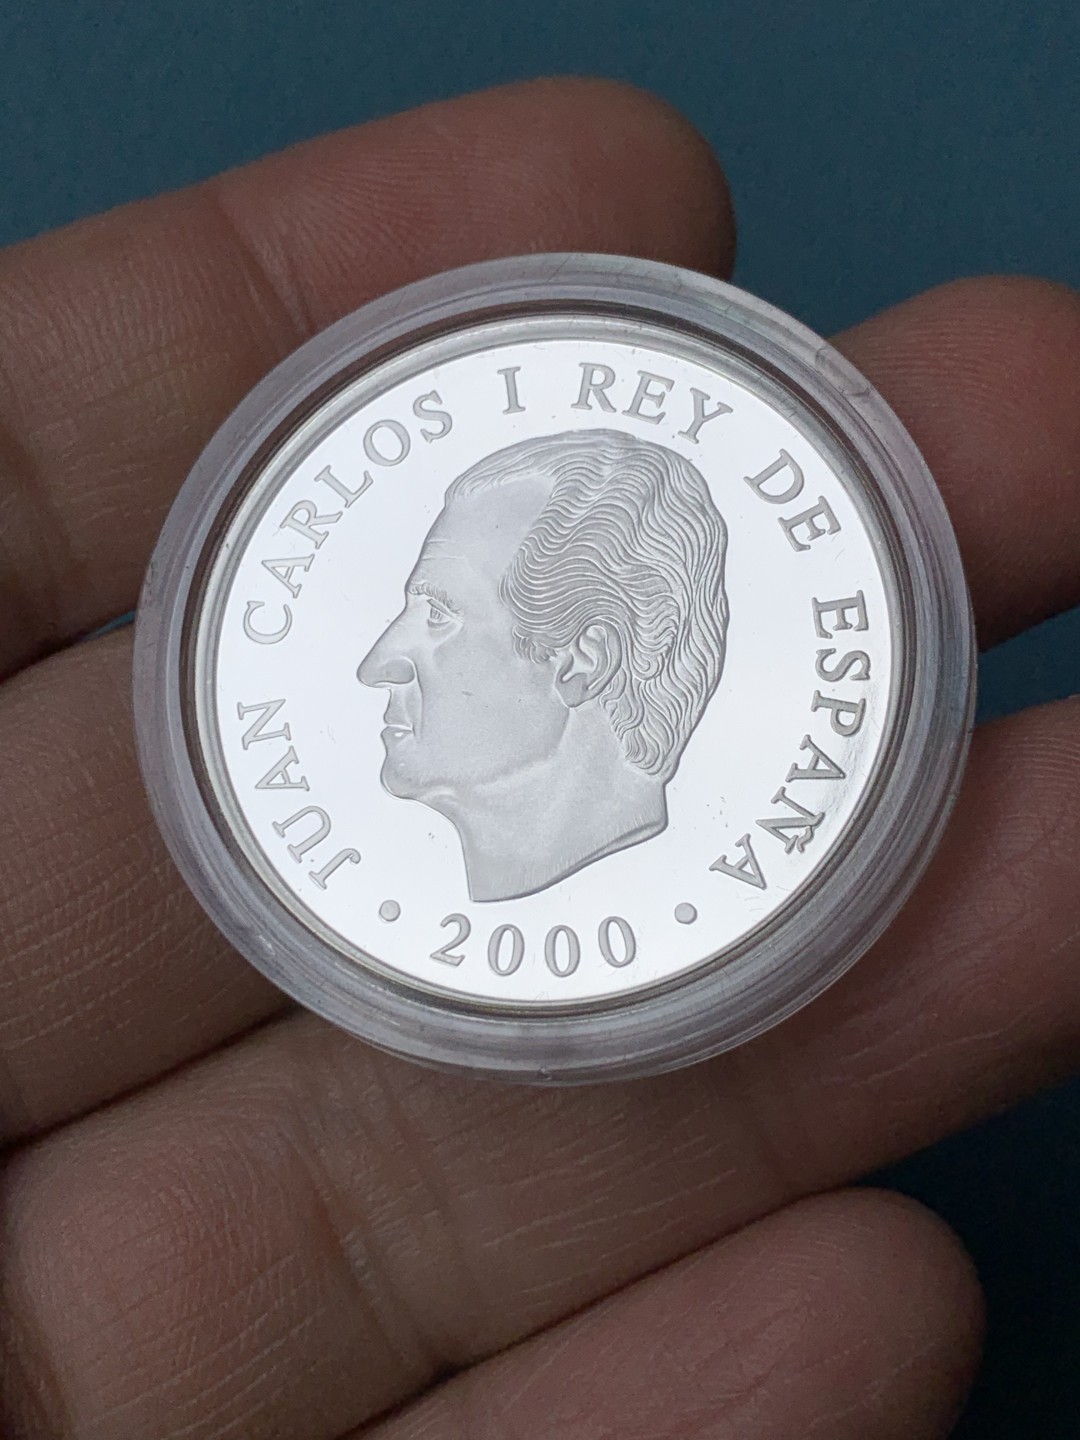 JUAN CARLOS I REY DE ESPAÑA
• 2000 •